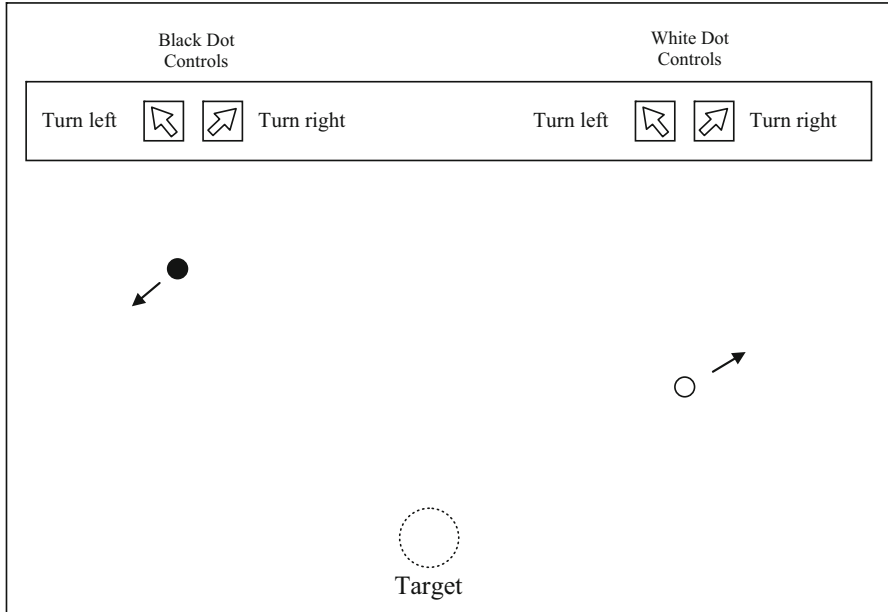 Black Dot
Controls
White Dot
Controls
Turn left
Turn right
Turn left
Turn right
Target